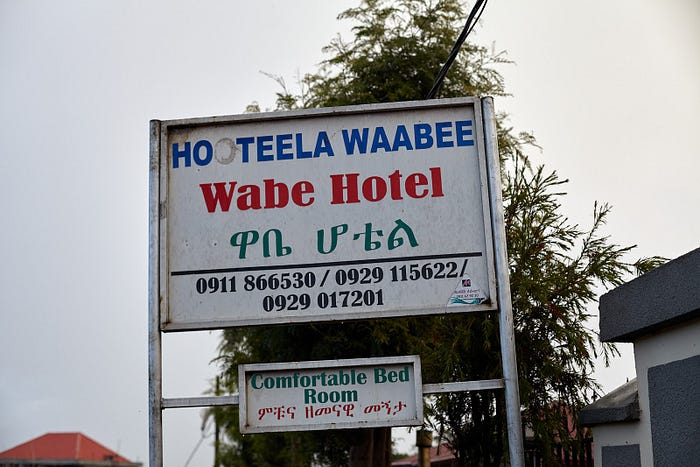 HOOTEELA WAABEE
Wabe Hotel
ዋቤ ሆቴል
0911 866530 / 0929 115622/
0929 017201
Comfortable Bed
Room
ምቹና ዘመናዊ መኝታ